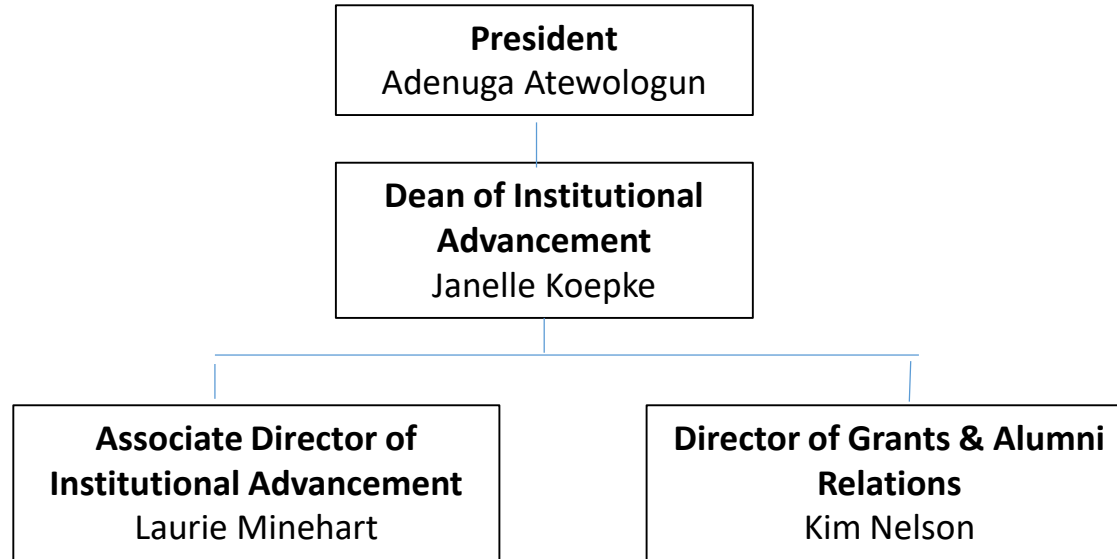 President
Adenuga Atewologun
Dean of Institutional
Advancement
Janelle Koepke
Associate Director of
Institutional Advancement
Laurie Minehart
Director of Grants & Alumni
Relations
Kim Nelson